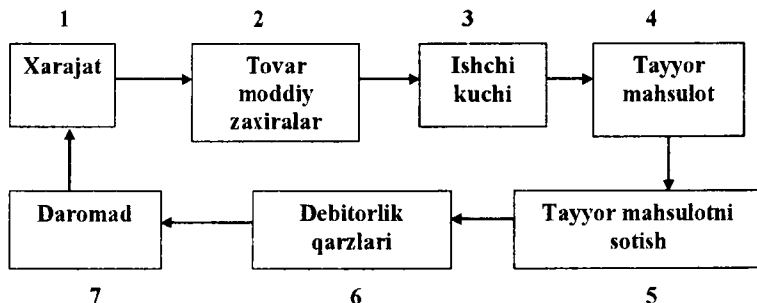 1 2 3 4
Xarajat
Tovar
moddiy
zaxiralar
Ishchi
kuchi
Tayyor
mahsulot
Tayyor mahsulotni
sotish
Debitorlik
qarzlari
Daromad
7 6 5